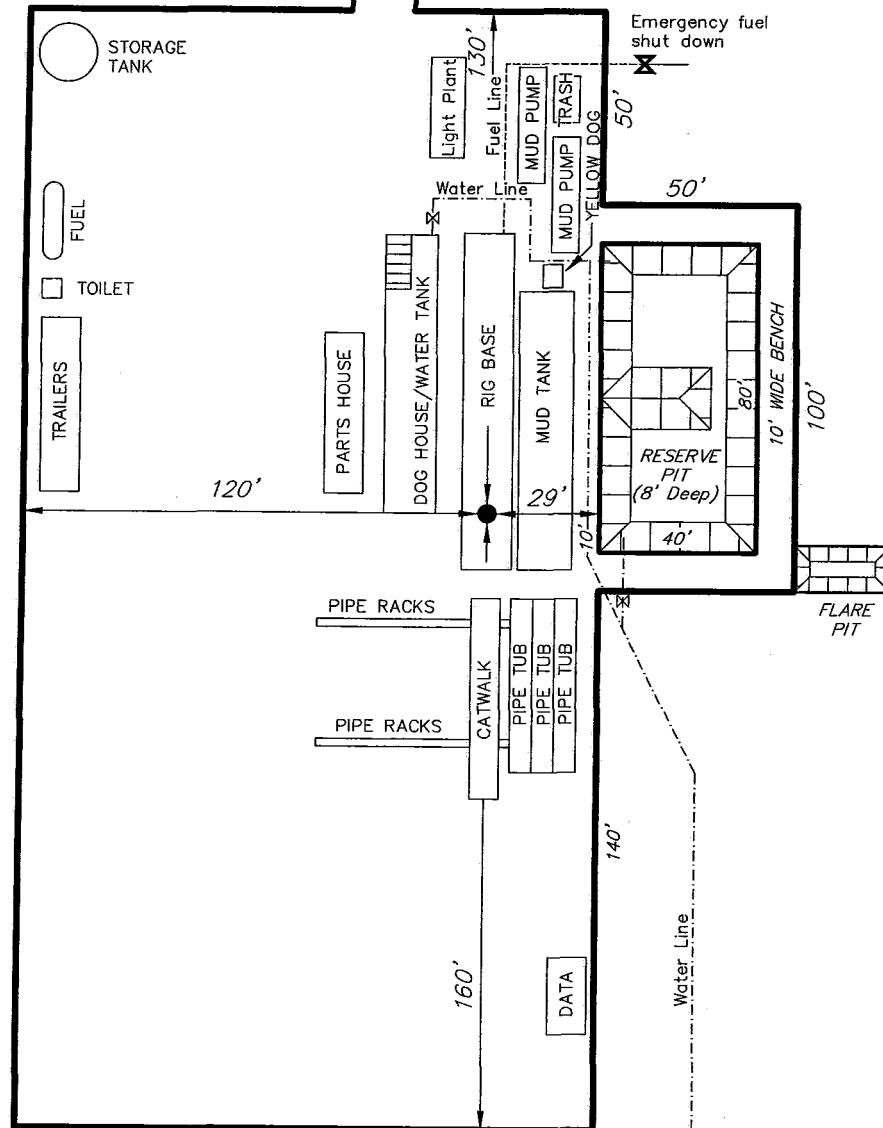 STORAGE
TANK
Light Plant
130'
Fuel Line
MUD PUMP
TRASH
MUD PUMP
YELLOW DOG
Emergency fuel
shut down
50'
50'
Water Line
FUEL
TOILET
TRAILERS
PARTS HOUSE
DOG HOUSE/WATER TANK
RIG BASE
MUD TANK
RESERVE
PIT
(8' Deep)
80'
10' WIDE BENCH
100'
40'
120'
29'
10'
FLARE
PIT
PIPE RACKS
PIPE RACKS
CATWALK
PIPE TUB
PIPE TUB
PIPE TUB
140'
160'
DATA
Water Line